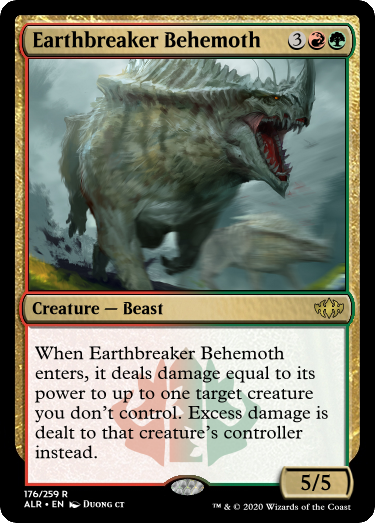 Earthbreaker Behemoth 3
Creature — Beast
When Earthbreaker Behemoth
enters, it deals damage equal to its
power to up to one target creature
you don't control. Excess damage is
dealt to that creature's controller
instead.
5/5
176/259 R
ALR • EN Duong ct
™ & © 2020 Wizards of the Coast